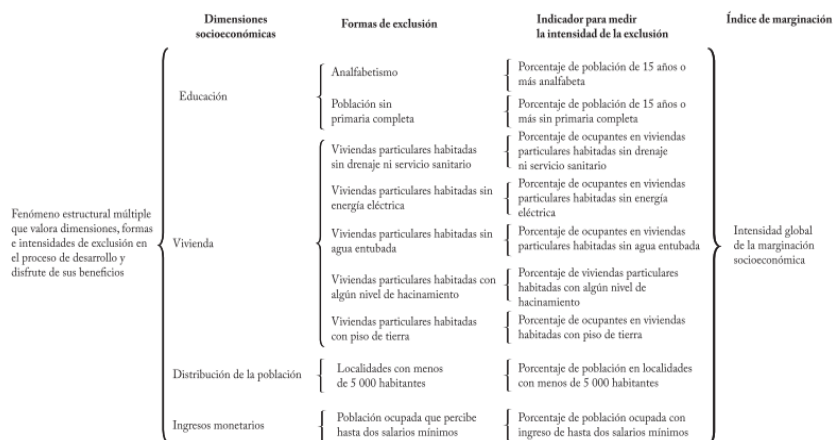 Dimensiones
socioeconómicas
Formas de exclusión
Indicador para medir
la intensidad de la exclusión
Índice de marginación
Fenómeno estructural múltiple
que valora dimensiones, formas
e intensidades de exclusión en
el proceso de desarrollo y
disfrute de sus beneficios
Educación
Analfabetismo
Porcentaje de población de 15 años o
más analfabeta
Población sin
primaria completa
Porcentaje de población de 15 años o
más sin primaria completa
Vivienda
Viviendas particulares habitadas
sin drenaje ni servicio sanitario
Porcentaje de ocupantes en viviendas
particulares habitadas sin drenaje
ni servicio sanitario
Viviendas particulares habitadas sin
energía eléctrica
Porcentaje de ocupantes en viviendas
particulares habitadas sin energía
eléctrica
Viviendas particulares habitadas sin
agua entubada
Porcentaje de ocupantes en viviendas
particulares habitadas sin agua entubada
Viviendas particulares habitadas con
algún nivel de hacinamiento
Porcentaje de viviendas particulares
habitadas con algún nivel de
hacinamiento
Viviendas particulares habitadas
con piso de tierra
Porcentaje de ocupantes en viviendas
habitadas con piso de tierra
Distribución de la población
Localidades con menos
de 5 000 habitantes
Porcentaje de población en localidades
con menos de 5 000 habitantes
Ingresos monetarios
Población ocupada que percibe
hasta dos salarios mínimos
Porcentaje de población ocupada con
ingreso de hasta dos salarios mínimos
Intensidad global
de la marginación
socioeconómica